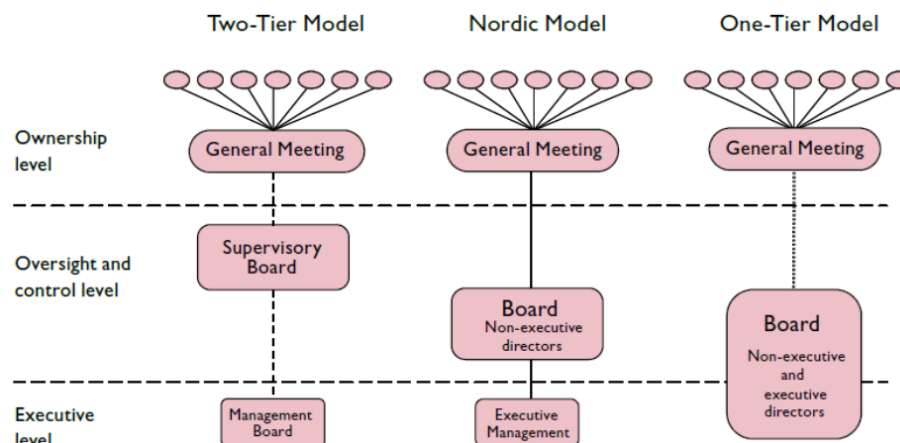 Two-Tier Model
Nordic Model
One-Tier Model
Ownership
level
General Meeting
General Meeting
General Meeting
Oversight and
control level
Supervisory
Board
Board
Non-executive
directors
Board
Non-executive
and
executive
directors
Executive
level
Management
Board
Executive
Management